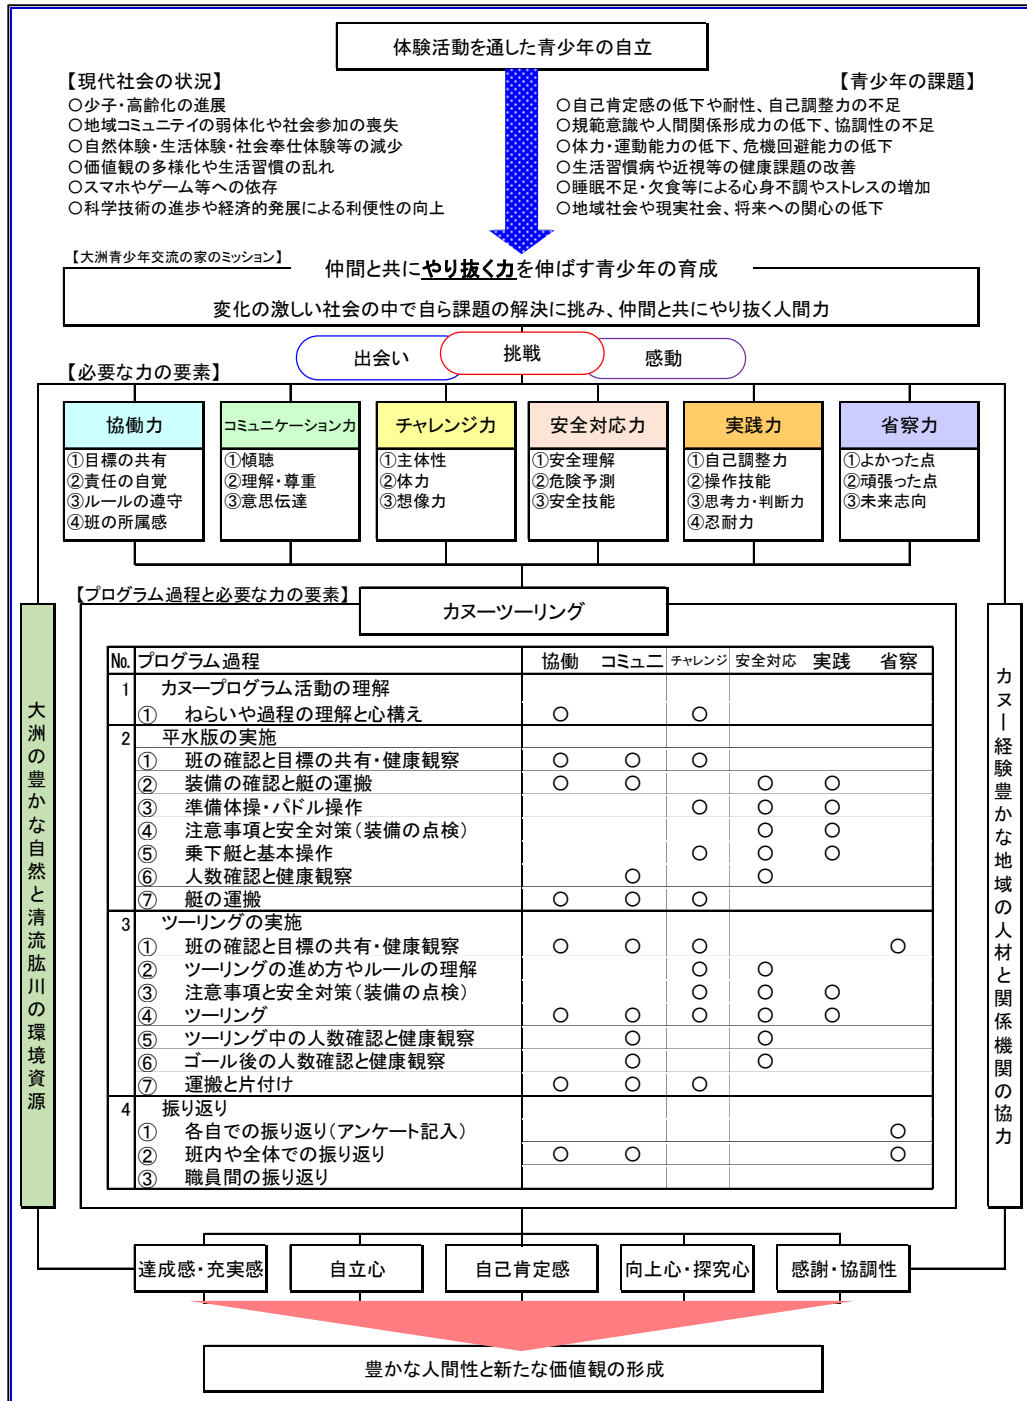 体験活動を通した青少年の自立
【現代社会の状況】
○少子・高齢化の進展
○地域コミュニテイの弱体化や社会参加の喪失
○自然体験・生活体験・社会奉仕体験等の減少
○価値観の多様化や生活習慣の乱れ
○スマホやゲーム等への依存
○科学技術の進歩や経済的発展による利便性の向上
【青少年の課題】
○自己肯定感の低下や耐性、自己調整力の不足
○規範意識や人間関係形成力の低下、協調性の不足
○体力・運動能力の低下、危機回避能力の低下
○生活習慣病や近視等の健康課題の改善
○睡眠不足・欠食等による心身不調やストレスの増加
○地域社会や現実社会、将来への関心の低下
【大洲青少年交流の家のミッション】
仲間と共にやり抜く力を伸ばす青少年の育成
変化の激しい社会の中で自ら課題の解決に挑み、仲間と共にやり抜く人間力
出会い
挑戦
感動
【必要な力の要素】
協働力
①目標の共有
②責任の自覚
③ルールの遵守
④班の所属感
コミュニケーション力
①傾聴
②理解・尊重
③意思伝達
チャレンジ力
①主体性
②体力
③想像力
安全対応力
①安全理解
②危険予測
③安全技能
実践力
①自己調整力
②操作技能
③思考力・判断力
④忍耐力
省察力
①よかった点
②頑張った点
③未来志向
【プログラム過程と必要な力の要素】
カヌーツーリング
No. プログラム過程 協働 コミュニ チャレンジ 安全対応 実践 省察
1 カヌープログラム活動の理解
① ねらいや過程の理解と心構え ○ ○
2 平水版の実施
① 班の確認と目標の共有・健康観察 ○ ○ ○
② 装備の確認と艇の運搬 ○ ○ ○ ○
③ 準備体操・パドル操作 ○ ○ ○
④ 注意事項と安全対策(装備の点検) ○ ○
⑤ 乗下艇と基本操作 ○ ○ ○
⑥ 人数確認と健康観察 ○ ○
⑦ 艇の運搬 ○ ○ ○
3 ツーリングの実施
① 班の確認と目標の共有・健康観察 ○ ○ ○ ○
② ツーリングの進め方やルールの理解 ○ ○
③ 注意事項と安全対策(装備の点検) ○ ○ ○
④ ツーリング ○ ○ ○ ○ ○
⑤ ツーリング中の人数確認と健康観察 ○ ○
⑥ ゴール後の人数確認と健康観察 ○ ○
⑦ 運搬と片付け ○ ○ ○
4 振り返り
① 各自での振り返り(アンケート記入) ○
② 班内や全体での振り返り ○ ○ ○
③ 職員間の振り返り
大洲の豊かな自然と清流肱川の環境資源
カヌー経験豊かな地域の人材と関係機関の協力
達成感・充実感
自立心
自己肯定感
向上心・探究心
感謝・協調性
豊かな人間性と新たな価値観の形成